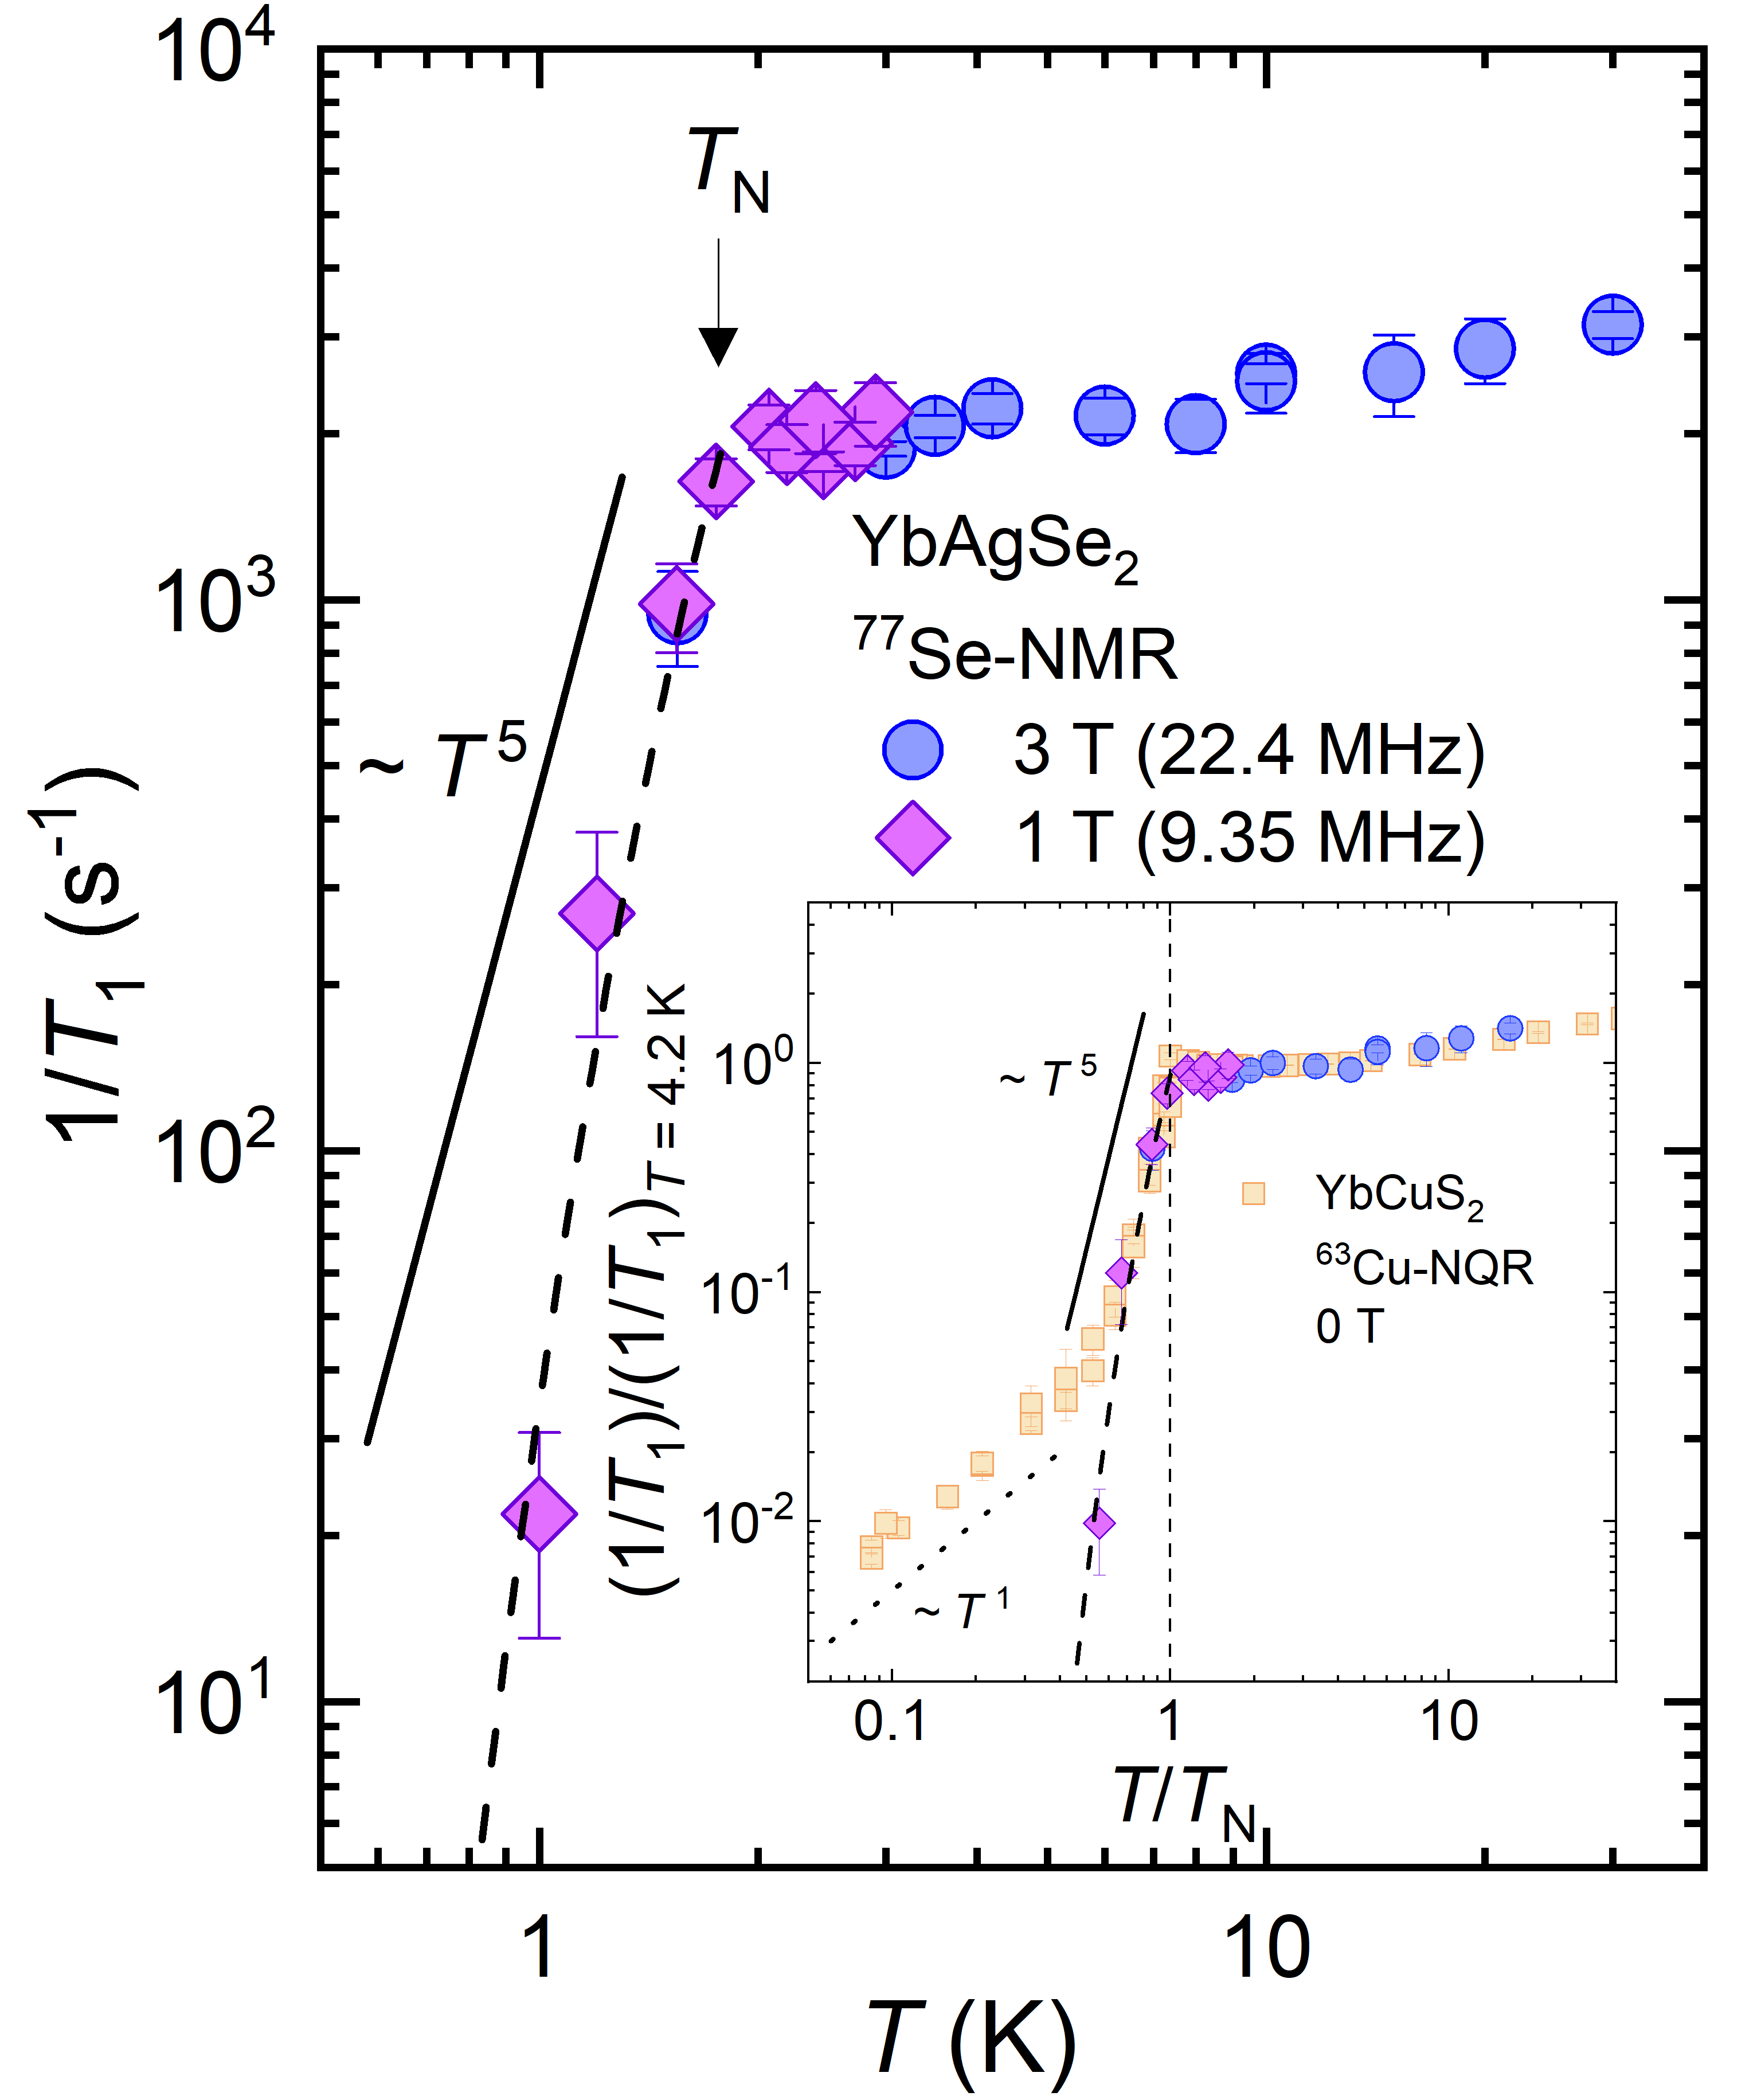 10^4
T_N
YbAgSe_2
^77Se-NMR
3 T (22.4 MHz)
1 T (9.35 MHz)
10^3
~ T^5
1/T_1 (s^-1)
10^2
10^1
1
10
T (K)
(1/T_1)/(1/T_1)_T = 4.2 K
10^0
10^-1
10^-2
~ T^5
YbCuS_2
^63Cu-NQR
0 T
~ T^1
0.1
1
10
T/T_N